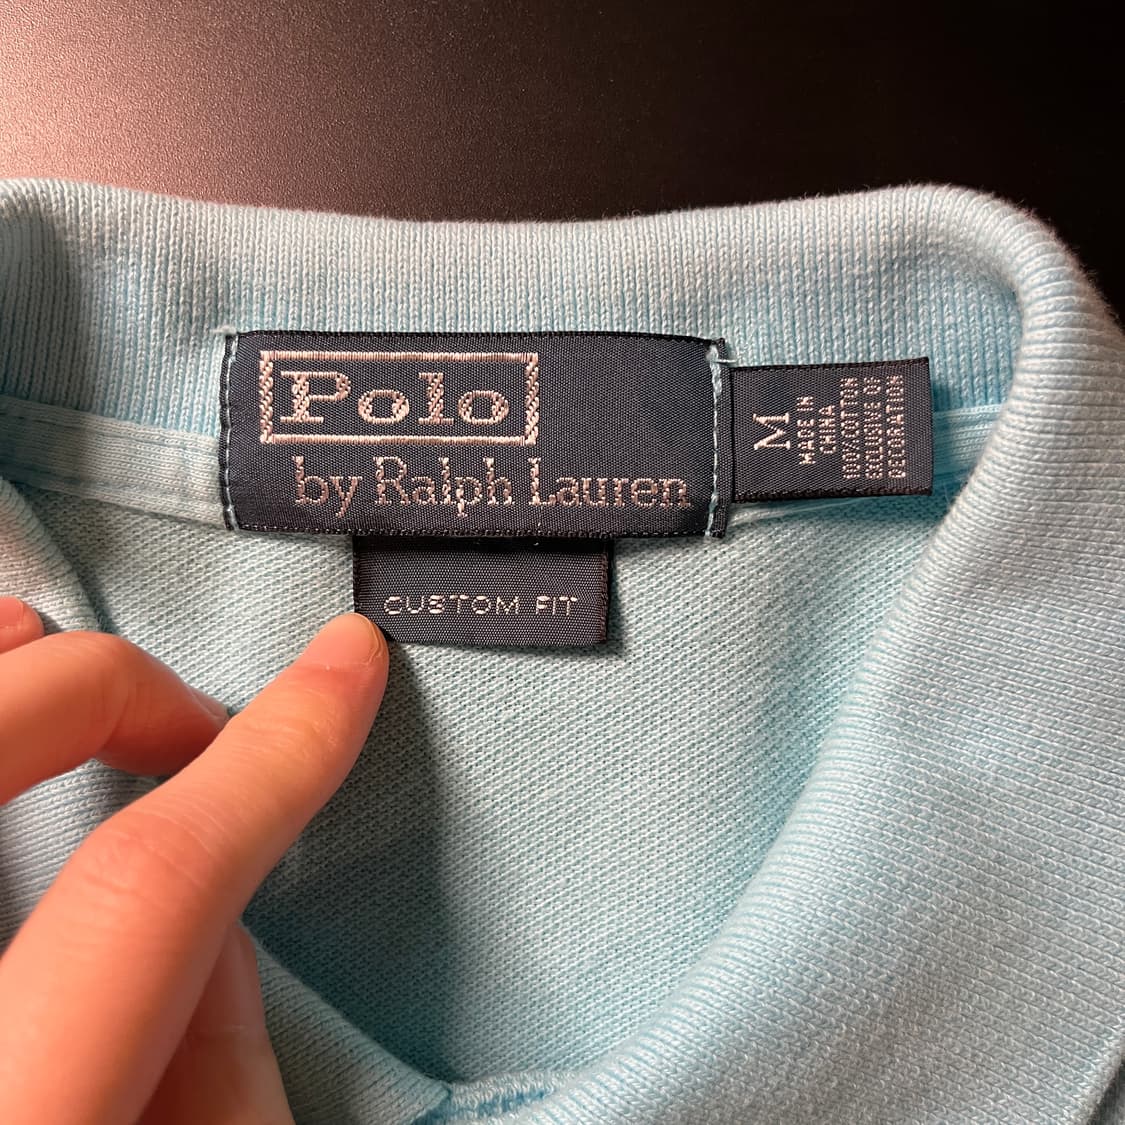 Polo
by Ralph Lauren
CUSTOM FIT
M
MADE IN
CHINA
100% COTTON
EXCLUSIVE OF
DECORATION